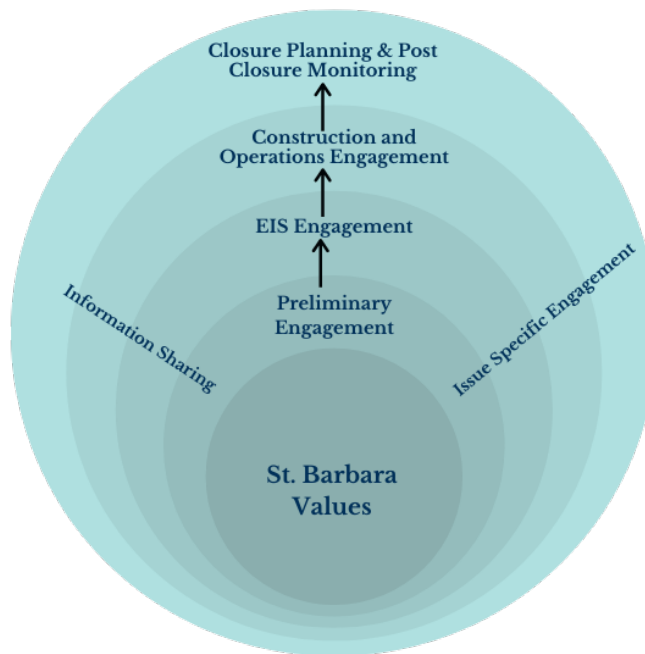 Closure Planning & Post
Closure Monitoring
Construction and
Operations Engagement
EIS Engagement
Preliminary
Engagement
Information Sharing
Issue Specific Engagement
St. Barbara
Values